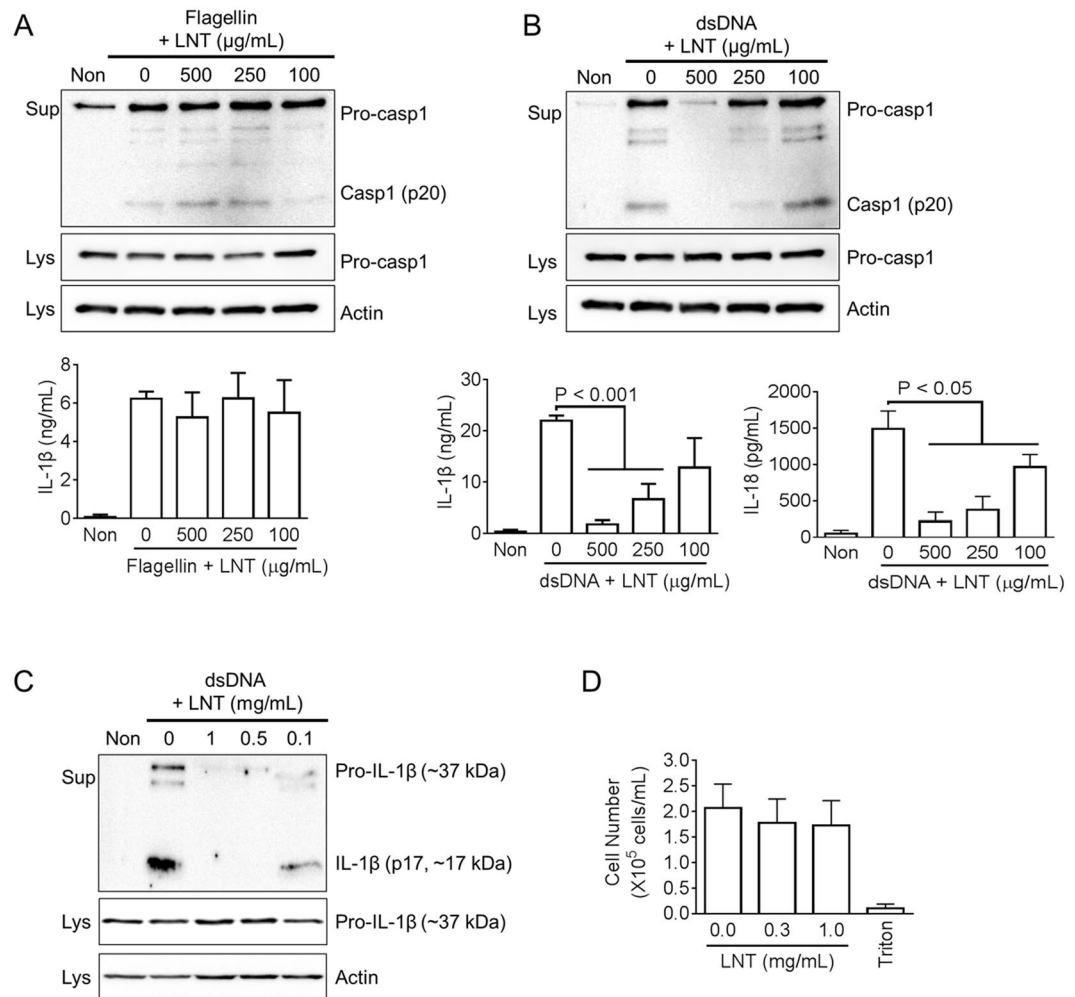 A
Flagellin
+ LNT (μg/mL)
Non 0 500 250 100
Sup
Pro-casp1
Casp1 (p20)
Lys
Pro-casp1
Lys
Actin
IL-1β (ng/mL)
8
6
4
2
0
Non 0 500 250 100
Flagellin + LNT (μg/mL)
B
dsDNA
+ LNT (μg/mL)
Non 0 500 250 100
Sup
Pro-casp1
Casp1 (p20)
Lys
Pro-casp1
Lys
Actin
IL-1β (ng/mL)
30
20
10
0
P < 0.001
Non 0 500 250 100
dsDNA + LNT (μg/mL)
IL-18 (pg/mL)
2000
1500
1000
500
0
P < 0.05
Non 0 500 250 100
dsDNA + LNT (μg/mL)
C
dsDNA
+ LNT (mg/mL)
Non 0 1 0.5 0.1
Sup
Pro-IL-1β (~37 kDa)
IL-1β (p17, ~17 kDa)
Lys
Pro-IL-1β (~37 kDa)
Lys
Actin
D
Cell Number
(X10⁵ cells/mL)
3.0
2.5
2.0
1.5
1.0
0.5
0.0
0.0 0.3 1.0
LNT (mg/mL)
Triton